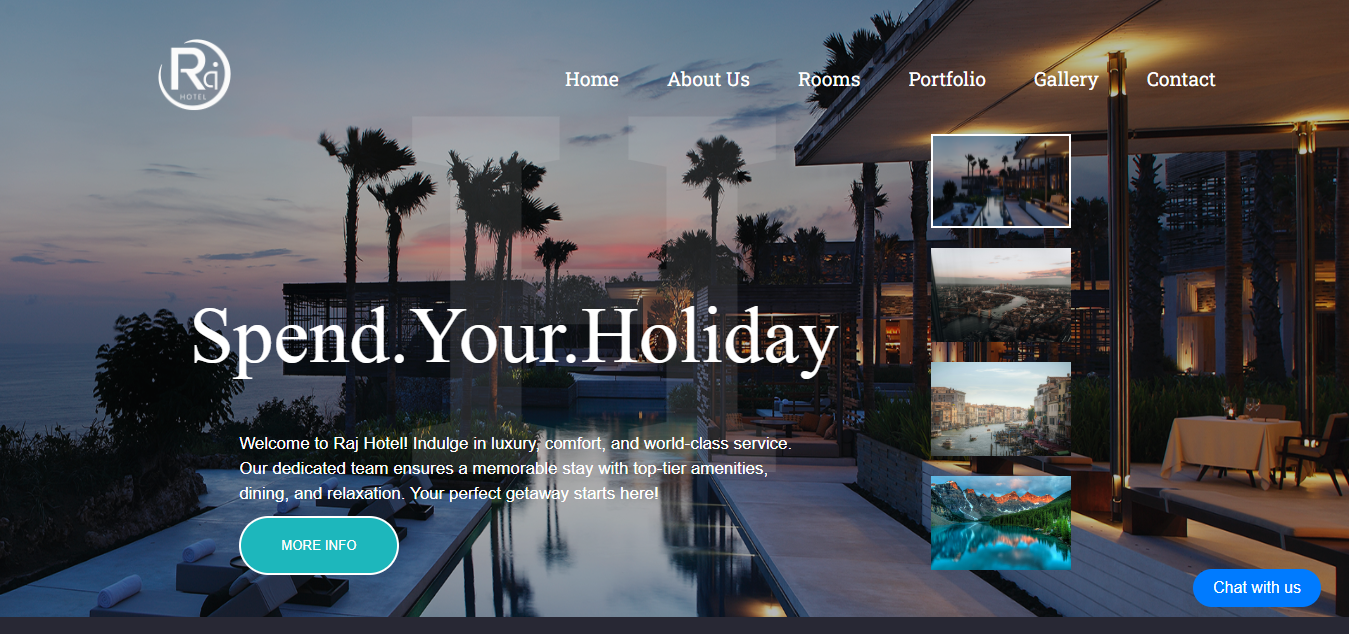 Raj
HOTEL
Home About Us Rooms Portfolio Gallery Contact
H
Spend.Your.Holiday
Welcome to Raj Hotel! Indulge in luxury, comfort, and world-class service.
Our dedicated team ensures a memorable stay with top-tier amenities,
dining, and relaxation. Your perfect getaway starts here!
MORE INFO
Chat with us